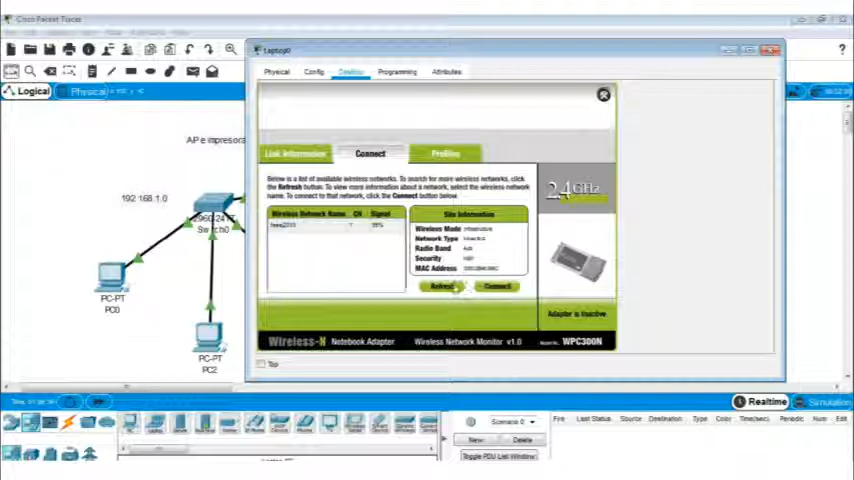 Cisco Packet Tracer
Laptop0
?
Physical
Config
Desktop
Programming
Attributes
Logical
Physical
AP e impresora
192.168.1.0
2960-24TT
Switch0
PC-PT
PC0
PC-PT
PC2
Link Information
Connect
Profiles
Below is a list of available wireless networks. To search for more wireless networks, click
the Refresh button. To view more information about a network, select the wireless network
name. To connect to that network, click the Connect button below.
2.4GHz
Wireless Network Name
CH
Signal
Site Information
Wireless Mode Infrastructure
Network Type
Radio Band Auto
Security
MAC Address
Refresh
Connect
Adapter is Inactive
Wireless-N
Notebook Adapter
Wireless Network Monitor v1.0
Model No.
WPC300N
Top
Realtime
Simulation
Scenario 0
New
Delete
Toggle PDU List Window
Fire
Last Status
Source
Destination
Type
Color
Time(sec)
Periodic
Num
Edit